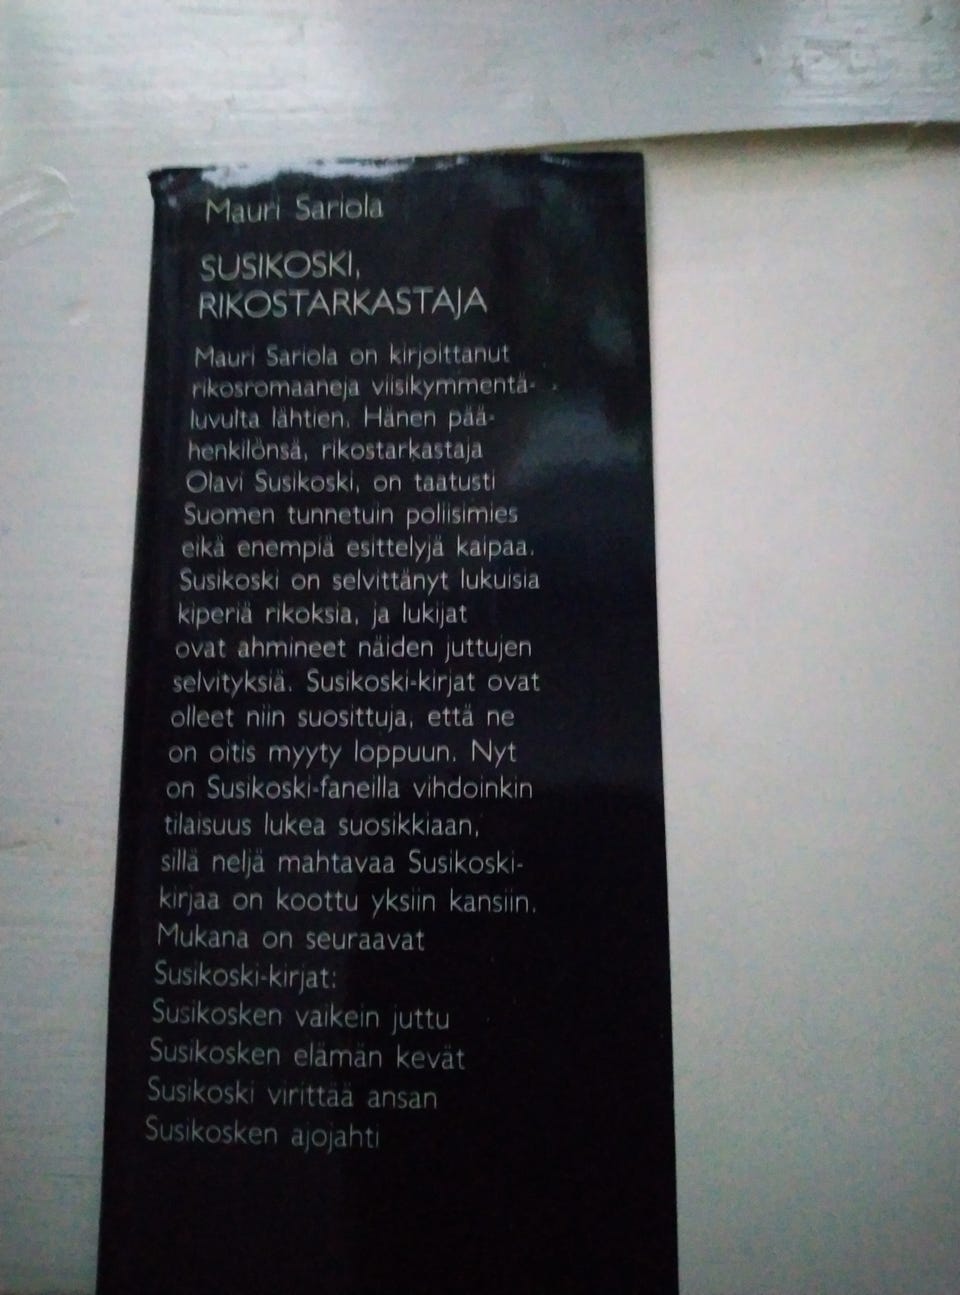 Mauri Sariola
SUSIKOSKI,
RIKOSTARKASTAJA
Mauri Sariola on kirjoittanut
rikosromaaneja viisikymmentä-
luvulta lähtien. Hänen pää-
henkilönsä, rikostarkastaja
Olavi Susikoski, on taatusti
Suomen tunnetuin poliisimies
eikä enempiä esittelyjä kaipaa.
Susikoski on selvittänyt lukuisia
kiperiä rikoksia, ja lukijat
ovat ahmineet näiden juttujen
selvityksiä. Susikoski-kirjat ovat
olleet niin suosittuja, että ne
on oitis myyty loppuun. Nyt
on Susikoski-faneilla vihdoinkin
tilaisuus lukea suosikkiaan,
sillä neljä mahtavaa Susikoski-
kirjaa on koottu yksiin kansiin.
Mukana on seuraavat
Susikoski-kirjat:
Susikosken vaikein juttu
Susikosken elämän kevät
Susikoski virittää ansan
Susikosken ajojahti